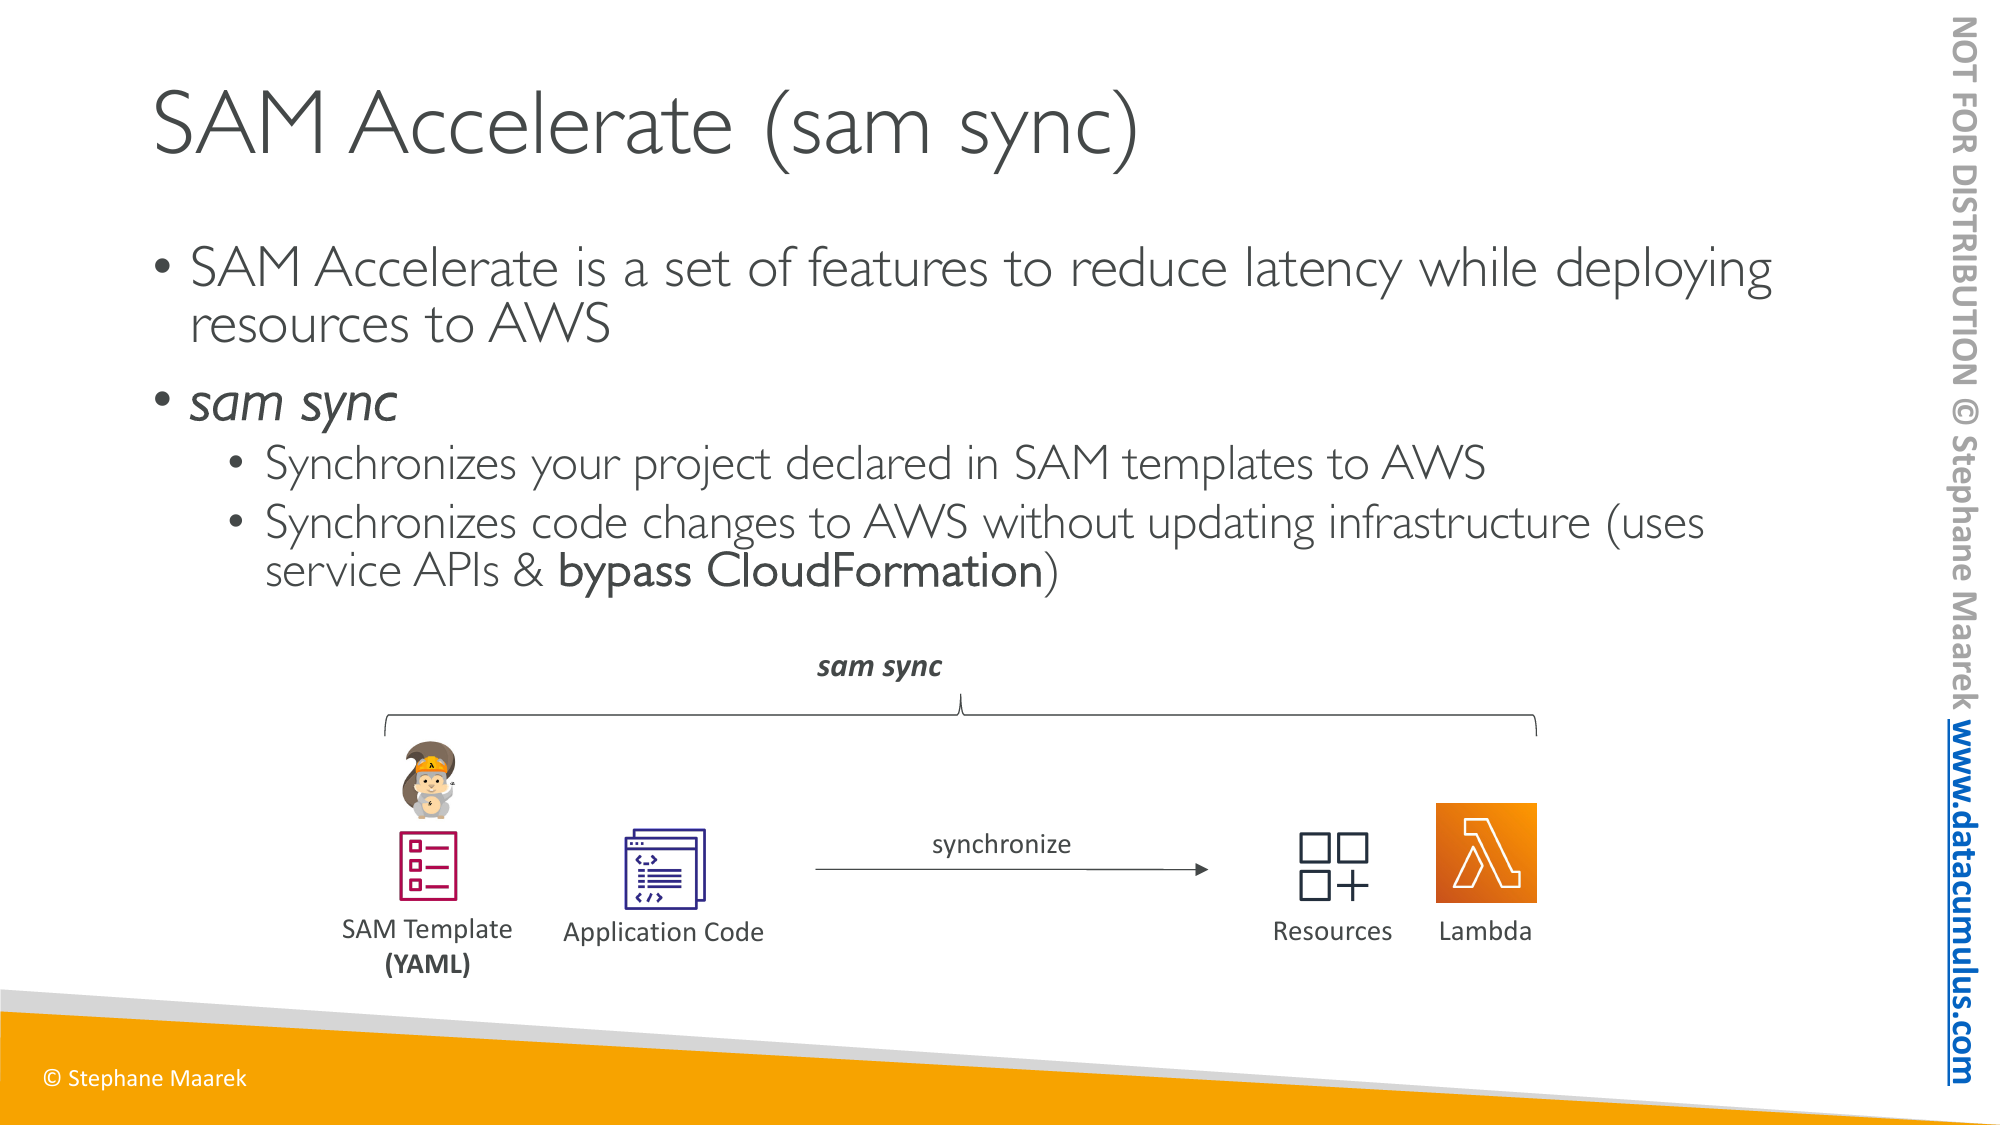 SAM Accelerate (sam sync)
• SAM Accelerate is a set of features to reduce latency while deploying
resources to AWS
• sam sync
• Synchronizes your project declared in SAM templates to AWS
• Synchronizes code changes to AWS without updating infrastructure (uses
service APIs & bypass CloudFormation)
sam sync
synchronize
SAM Template
(YAML)
Application Code
Resources
Lambda
© Stephane Maarek
NOT FOR DISTRIBUTION © Stephane Maarek www.datacumulus.com